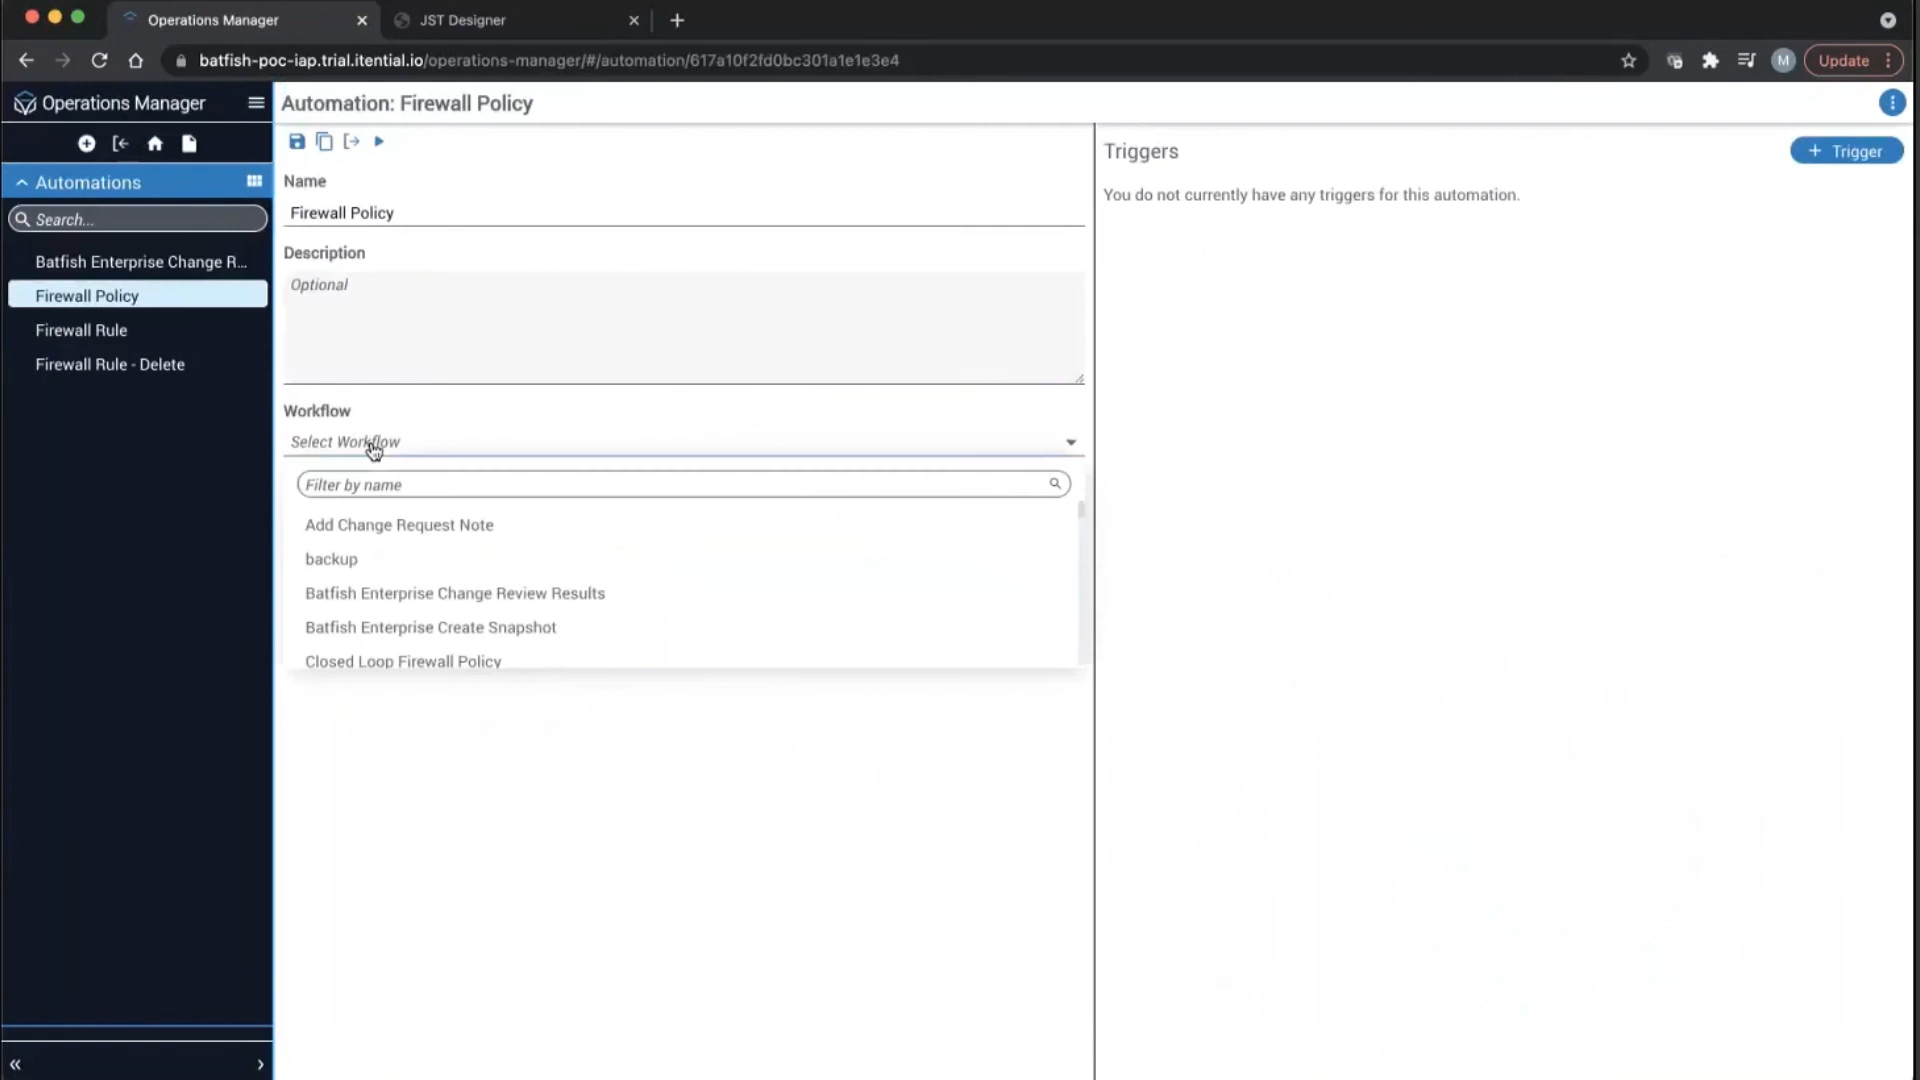 Operations Manager
JST Designer
batfish-poc-iap.trial.itential.io/operations-manager/#/automation/617a10f2fd0bc301a1e1e3e4
M
Update
Operations Manager
Automation: Firewall Policy
Automations
Search...
Batfish Enterprise Change R...
Firewall Policy
Firewall Rule
Firewall Rule - Delete
Name
Firewall Policy
Description
Optional
Workflow
Select Workflow
Filter by name
Add Change Request Note
backup
Batfish Enterprise Change Review Results
Batfish Enterprise Create Snapshot
Closed Loop Firewall Policy
Triggers
+ Trigger
You do not currently have any triggers for this automation.